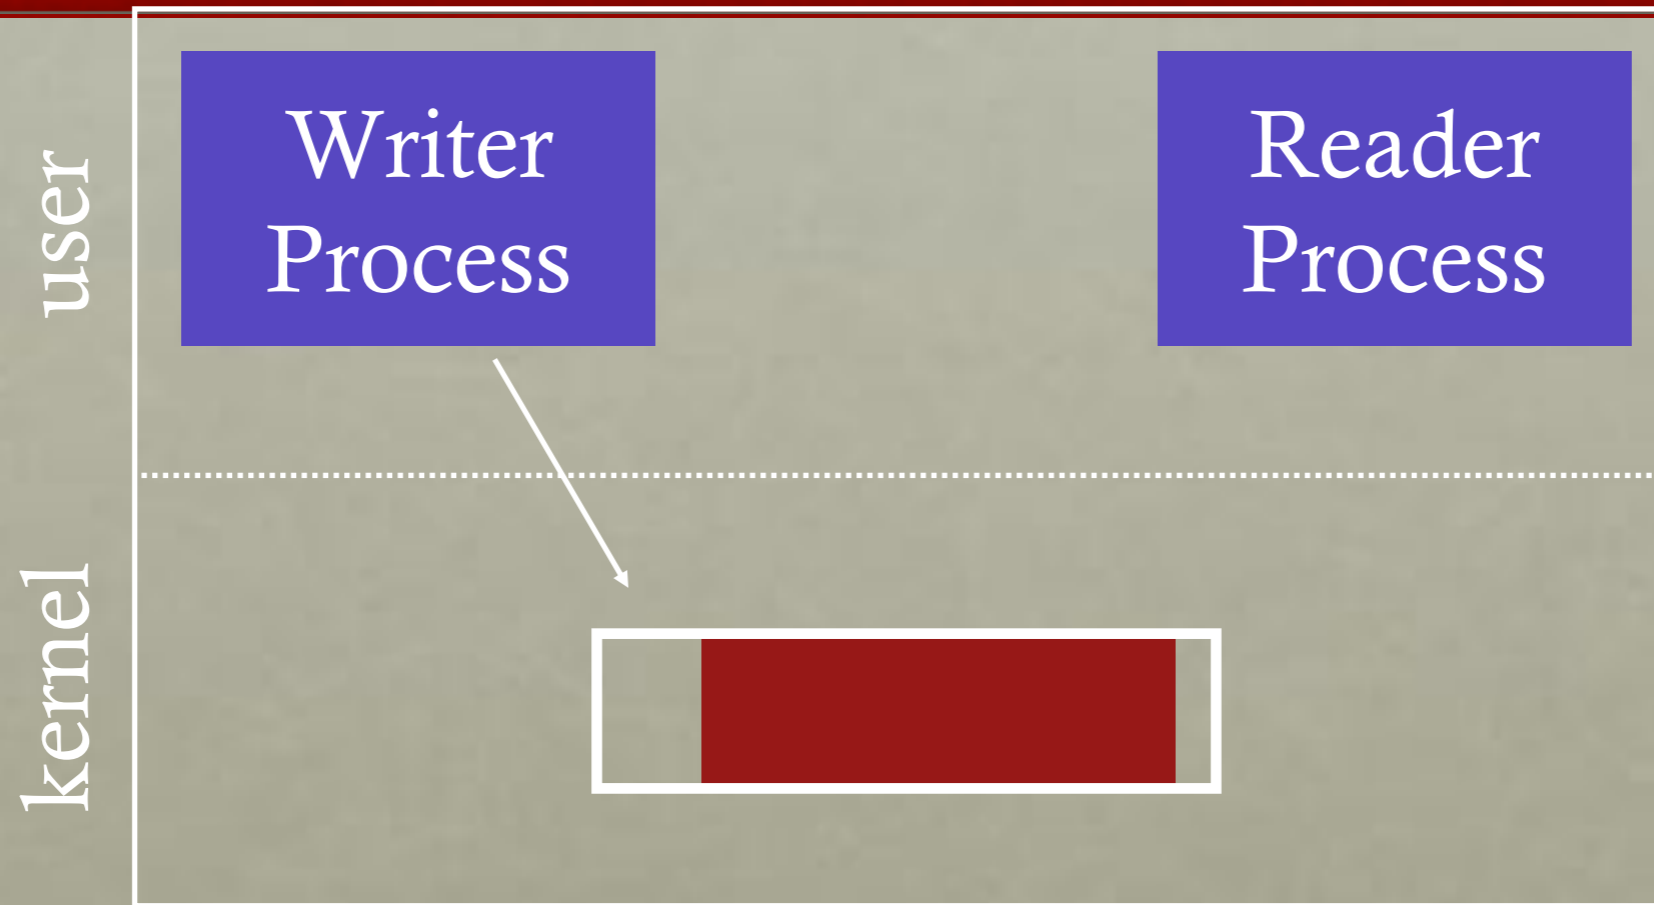 user
Writer
Process
Reader
Process
kernel